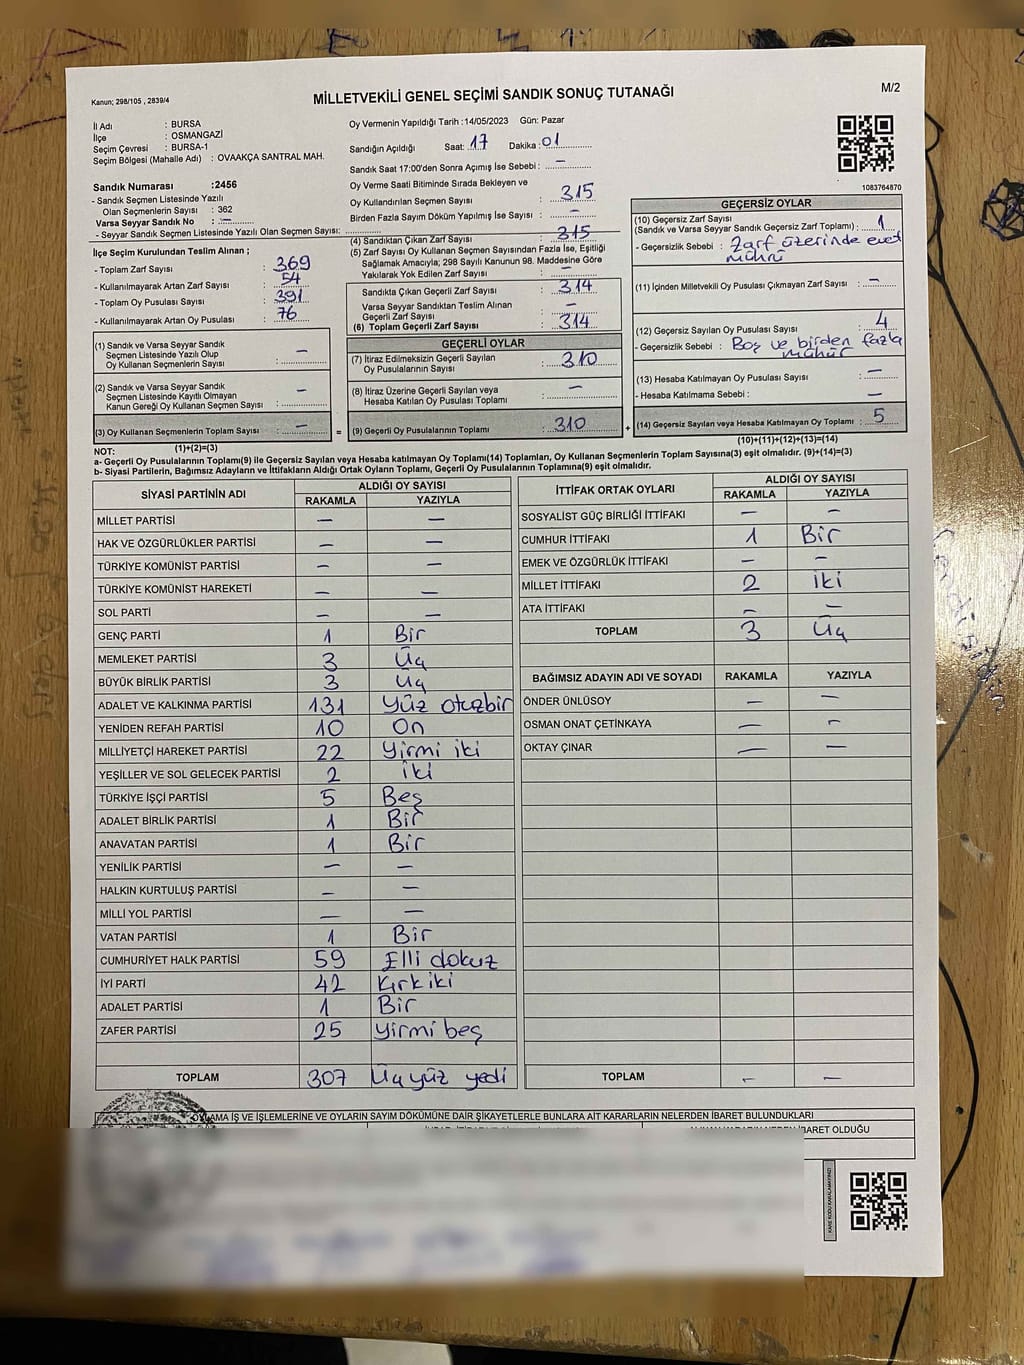 Kanun; 298/105 , 2839/4
MİLLETVEKİLİ GENEL SEÇİMİ SANDIK SONUÇ TUTANAĞI
M/2
İl Adı : BURSA
İlçe : OSMANGAZİ
Seçim Çevresi : BURSA-1
Seçim Bölgesi (Mahalle Adı) : OVAAKÇA SANTRAL MAH.
Sandık Numarası :2456
- Sandık Seçmen Listesinde Yazılı
Olan Seçmenlerin Sayısı : 362
Varsa Seyyar Sandık No : -
- Seyyar Sandık Seçmen Listesinde Yazılı Olan Seçmen Sayısı:
İlçe Seçim Kurulundan Teslim Alınan ;
- Toplam Zarf Sayısı : 369
- Kullanılmayarak Artan Zarf Sayısı : 54
- Toplam Oy Pusulası Sayısı : 391
- Kullanılmayarak Artan Oy Pusulası : 76
(1) Sandık ve Varsa Seyyar Sandık
Seçmen Listesinde Yazılı Olup
Oy Kullanan Seçmenlerin Sayısı : -
(2) Sandık ve Varsa Seyyar Sandık
Seçmen Listesinde Kayıtlı Olmayan
Kanun Gereği Oy Kullanan Seçmen Sayısı : -
(3) Oy Kullanan Seçmenlerin Toplam Sayısı : -
(1)+(2)=(3)
Oy Vermenin Yapıldığı Tarih :14/05/2023 Gün: Pazar
Sandığın Açıldığı Saat: 17 Dakika : 01
Sandık Saat 17:00'den Sonra Açımış İse Sebebi : -
Oy Verme Saati Bitiminde Sırada Bekleyen ve
Oy Kullandırılan Seçmen Sayısı : 315
Birden Fazla Sayım Döküm Yapılmış İse Sayısı : -
(4) Sandıktan Çıkan Zarf Sayısı : 315
(5) Zarf Sayısı Oy Kullanan Seçmen Sayısından Fazla İse, Eşitliği
Sağlamak Amacıyla; 298 Sayılı Kanunun 98. Maddesine Göre
Yakılarak Yok Edilen Zarf Sayısı : -
Sandıkta Çıkan Geçerli Zarf Sayısı : 314
Varsa Seyyar Sandıktan Teslim Alınan
Geçerli Zarf Sayısı : -
(6) Toplam Geçerli Zarf Sayısı : 314
GEÇERLİ OYLAR
(7) İtiraz Edilmeksizin Geçerli Sayılan
Oy Pusulalarının Sayısı : 310
(8) İtiraz Üzerine Geçerli Sayılan veya
Hesaba Katılan Oy Pusulası Toplamı : -
= (9) Geçerli Oy Pusulalarının Toplamı : 310
1083764870
GEÇERSİZ OYLAR
(10) Geçersiz Zarf Sayısı
(Sandık ve Varsa Seyyar Sandık Geçersiz Zarf Toplamı) : 1
- Geçersizlik Sebebi : Zarf üzerinde evet
mührü
(11) İçinden Milletvekili Oy Pusulası Çıkmayan Zarf Sayısı : -
(12) Geçersiz Sayılan Oy Pusulası Sayısı : 4
- Geçersizlik Sebebi : Boş ve birden fazla
mühür
(13) Hesaba Katılmayan Oy Pusulası Sayısı : -
- Hesaba Katılmama Sebebi : -
+ (14) Geçersiz Sayılan veya Hesaba Katılmayan Oy Toplamı : 5
(10)+(11)+(12)+(13)=(14)
NOT:
a- Geçerli Oy Pusulalarının Toplamı(9) ile Geçersiz Sayılan veya Hesaba katılmayan Oy Toplamı(14) Toplamları, Oy Kullanan Seçmenlerin Toplam Sayısına(3) eşit olmalıdır. (9)+(14)=(3)
b- Siyasi Partilerin, Bağımsız Adayların ve İttifakların Aldığı Ortak Oyların Toplamı, Geçerli Oy Pusulalarının Toplamına(9) eşit olmalıdır.
SİYASİ PARTİNİN ADI ALDIĞI OY SAYISI
RAKAMLA YAZIYLA
MİLLET PARTİSİ - -
HAK VE ÖZGÜRLÜKLER PARTİSİ - -
TÜRKİYE KOMÜNİST PARTİSİ - -
TÜRKİYE KOMÜNİST HAREKETİ - -
SOL PARTİ - -
GENÇ PARTİ 1 Bir
MEMLEKET PARTİSİ 3 Üç
BÜYÜK BİRLİK PARTİSİ 3 Üç
ADALET VE KALKINMA PARTİSİ 131 Yüz otuzbir
YENİDEN REFAH PARTİSİ 10 On
MİLLİYETÇİ HAREKET PARTİSİ 22 Yirmi iki
YEŞİLLER VE SOL GELECEK PARTİSİ 2 İki
TÜRKİYE İŞÇİ PARTİSİ 5 Beş
ADALET BİRLİK PARTİSİ 1 Bir
ANAVATAN PARTİSİ 1 Bir
YENİLİK PARTİSİ - -
HALKIN KURTULUŞ PARTİSİ - -
MİLLİ YOL PARTİSİ - -
VATAN PARTİSİ 1 Bir
CUMHURİYET HALK PARTİSİ 59 Elli dokuz
İYİ PARTİ 42 Kırk iki
ADALET PARTİSİ 1 Bir
ZAFER PARTİSİ 25 Yirmi beş
TOPLAM 307 Üçyüz yedi
İTTİFAK ORTAK OYLARI ALDIĞI OY SAYISI
RAKAMLA YAZIYLA
SOSYALİST GÜÇ BİRLİĞİ İTTİFAKI - -
CUMHUR İTTİFAKI 1 Bir
EMEK VE ÖZGÜRLÜK İTTİFAKI - -
MİLLET İTTİFAKI 2 İki
ATA İTTİFAKI - -
TOPLAM 3 Üç
BAĞIMSIZ ADAYIN ADI VE SOYADI RAKAMLA YAZIYLA
ÖNDER ÜNLÜSOY - -
OSMAN ONAT ÇETİNKAYA - -
OKTAY ÇINAR - -
TOPLAM - -
OYLAMA İŞ VE İŞLEMLERİNE VE OYLARIN SAYIM DÖKÜMÜNE DAİR ŞİKAYETLERLE BUNLARA AİT KARARLARIN NELERDEN İBARET BULUNDUKLARI
İBARET OLDUĞU